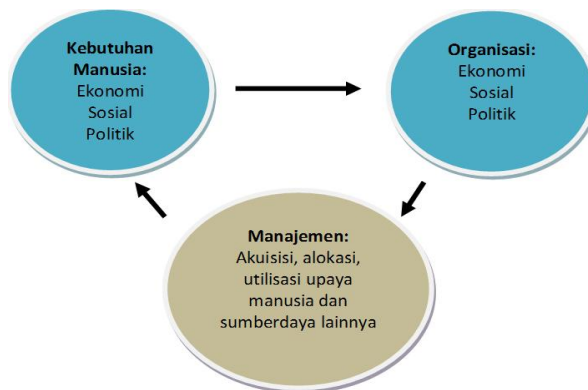 Kebutuhan
Manusia:
Ekonomi
Sosial
Politik
Organisasi:
Ekonomi
Sosial
Politik
Manajemen:
Akuisisi, alokasi,
utilisasi upaya
manusia dan
sumberdaya lainnya